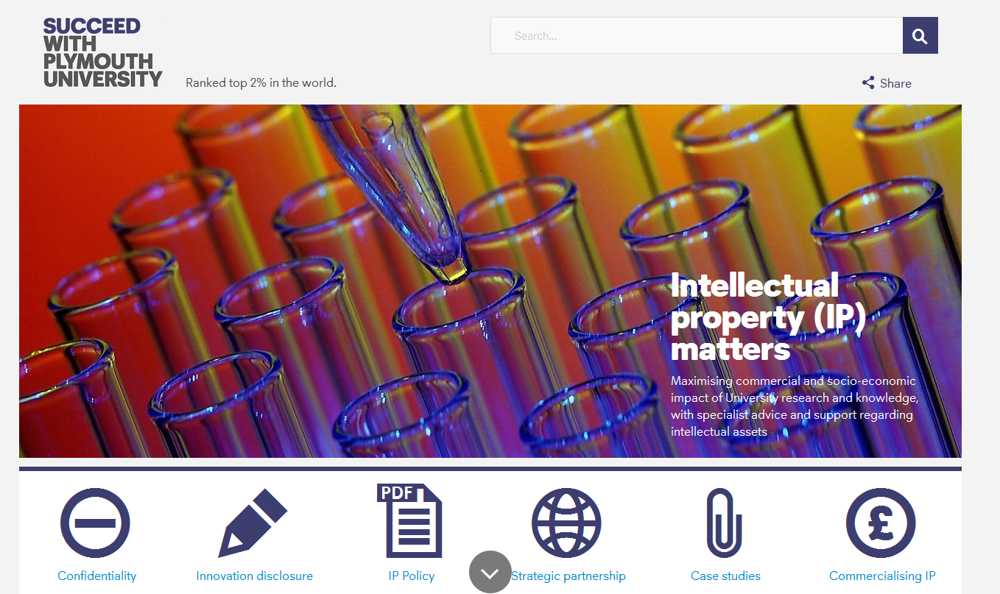 SUCCEED
WITH
PLYMOUTH
UNIVERSITY
Search...
Ranked top 2% in the world.
Share
Intellectual
property (IP)
matters
Maximising commercial and socio-economic
impact of University research and knowledge,
with specialist advice and support regarding
intellectual assets
PDF
£
Confidentiality
Innovation disclosure
IP Policy
Strategic partnership
Case studies
Commercialising IP